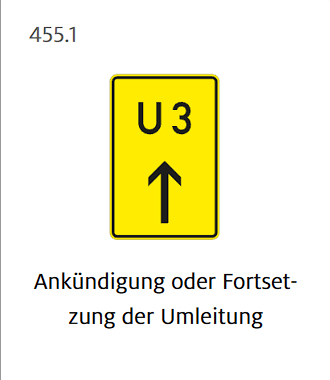 455.1
U 3
Ankündigung oder Fortset-
zung der Umleitung